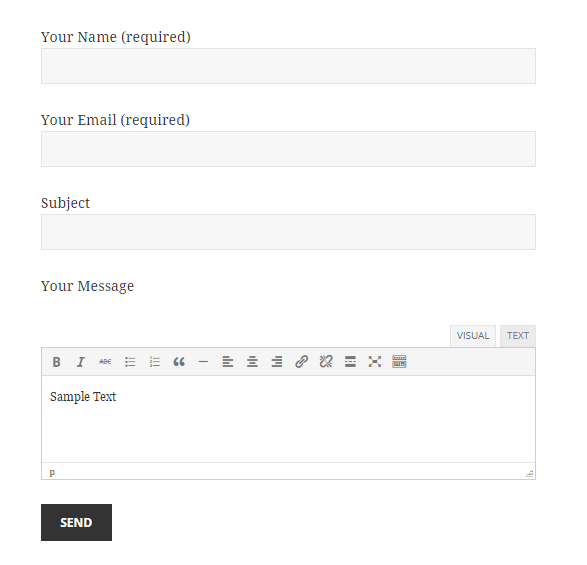 Your Name (required)
Your Email (required)
Subject
Your Message
VISUAL TEXT
B I ABC
Sample Text
p
SEND